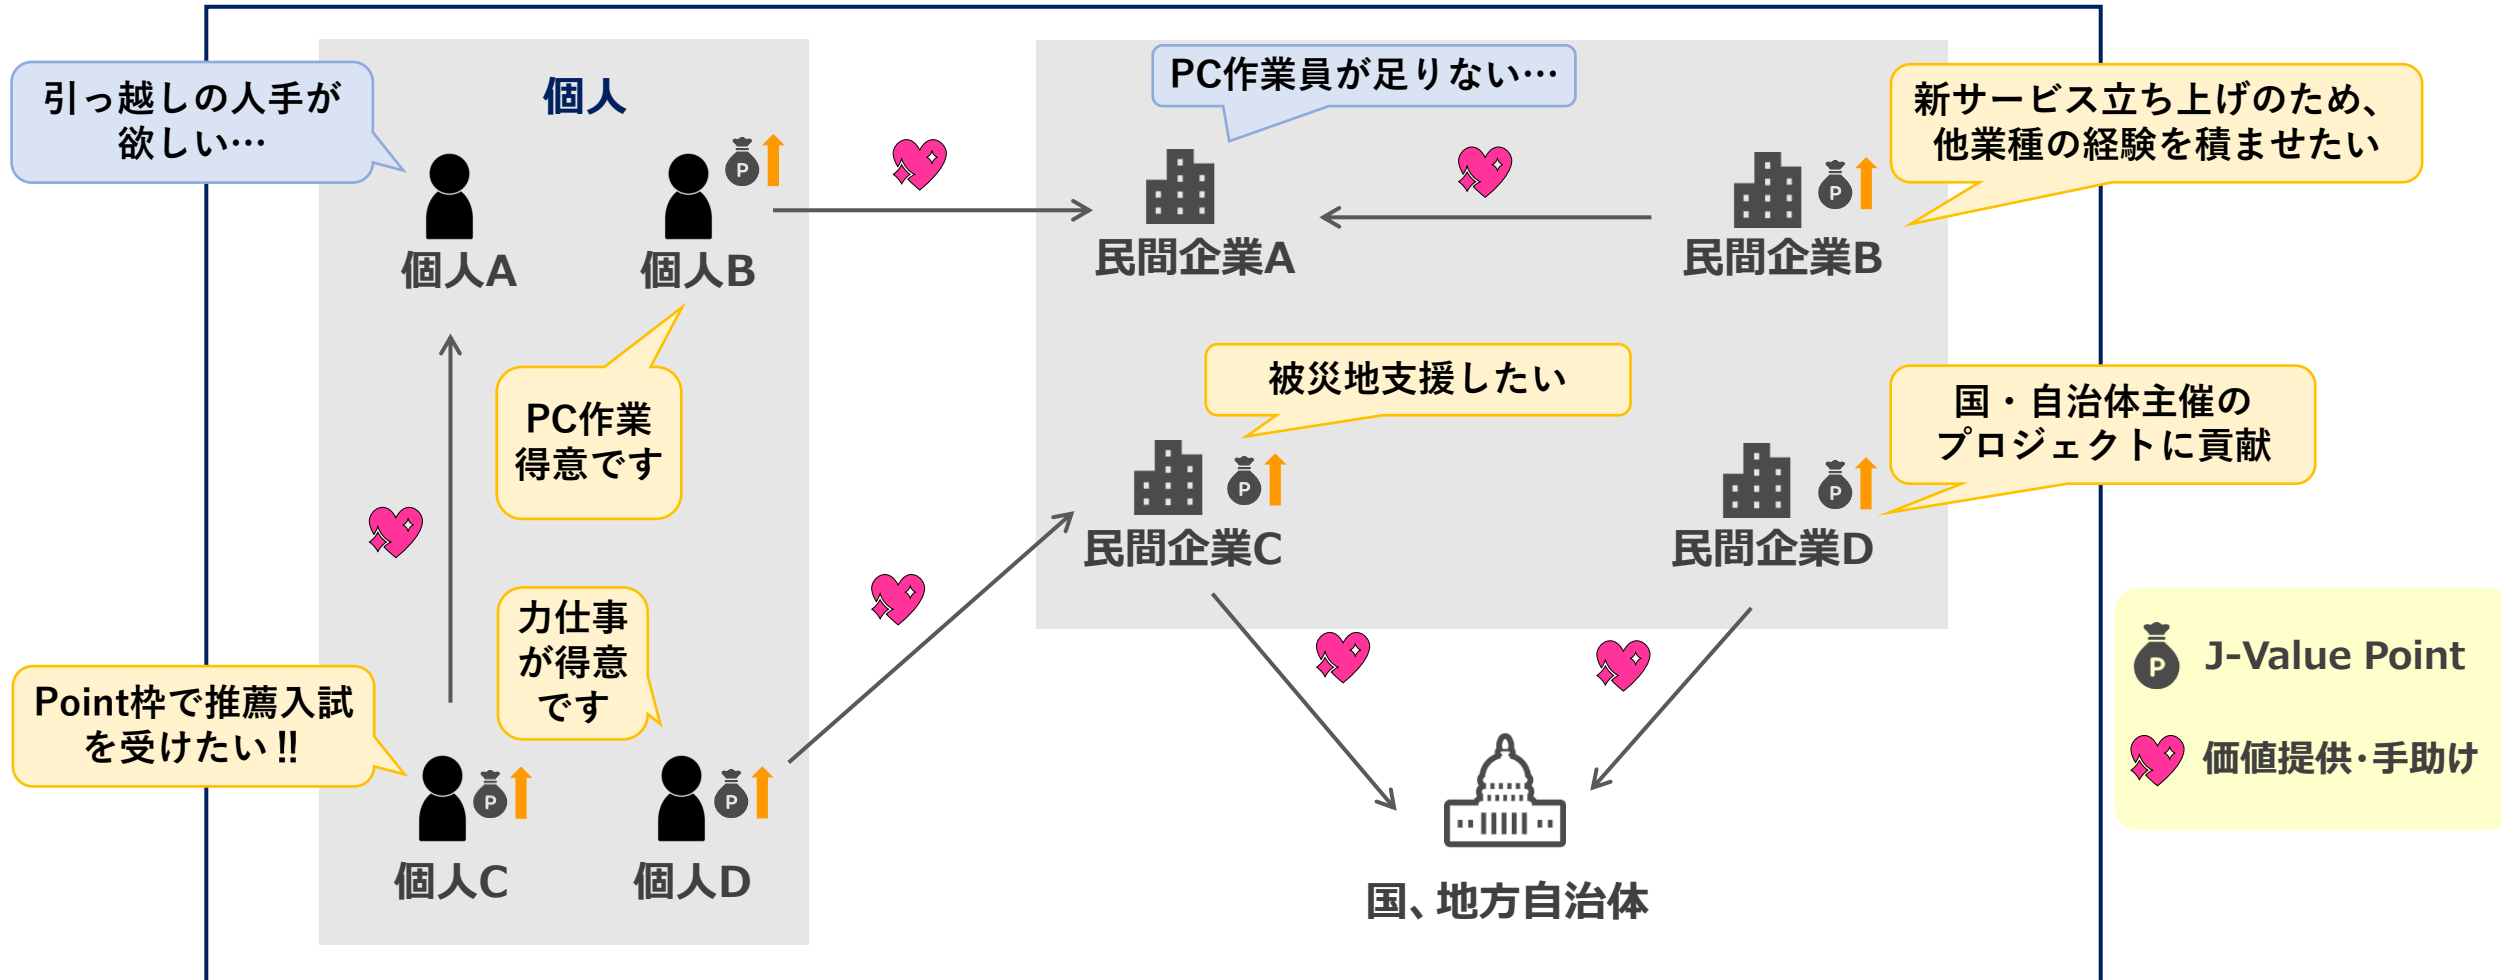 引っ越しの人手が
欲しい…
個人
PC作業員が足りない…
新サービス立ち上げのため、
他業種の経験を積ませたい
P
P
個人A
個人B
民間企業A
民間企業B
PC作業
得意です
被災地支援したい
国・自治体主催の
プロジェクトに貢献
P
P
民間企業C
民間企業D
力仕事
が得意
です
Point枠で推薦入試
を受けたい‼
P
P
個人C
個人D
国、地方自治体
P
J-Value Point
価値提供・手助け